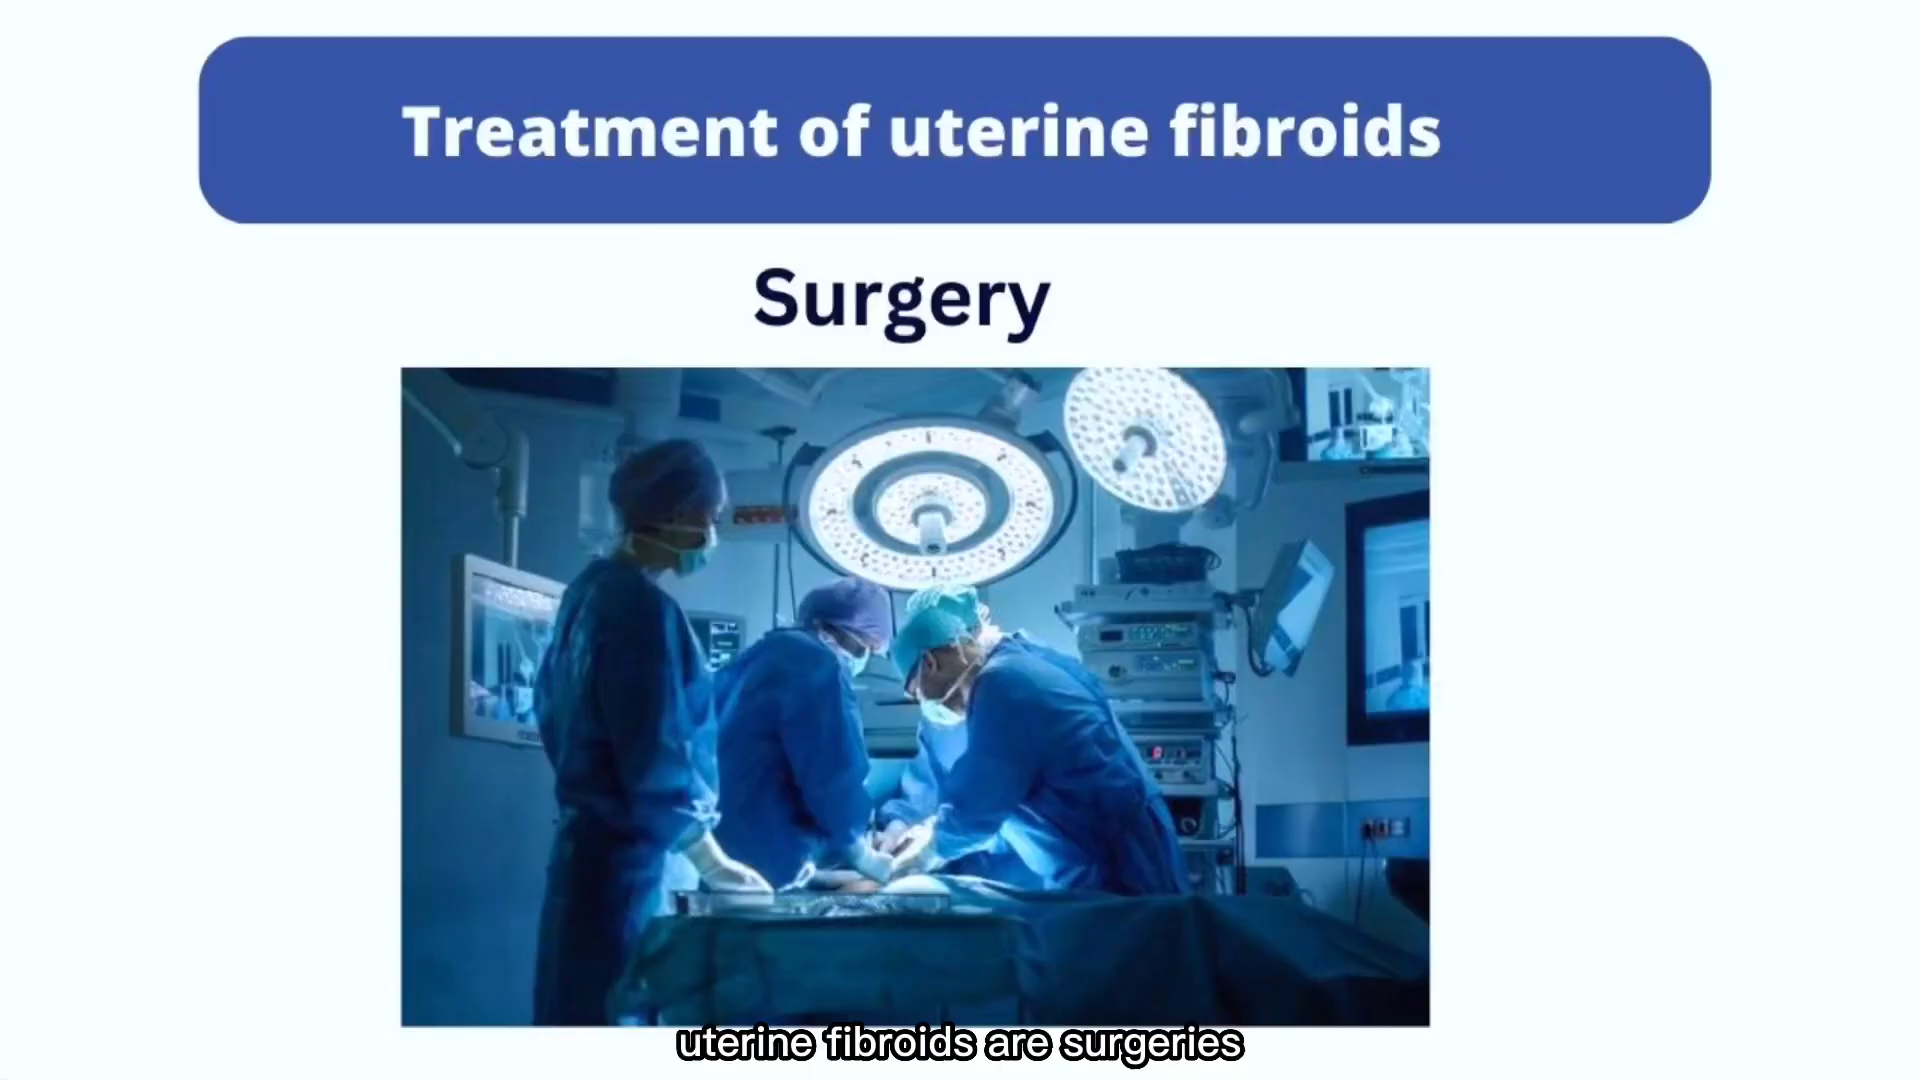 Treatment of uterine fibroids
Surgery
uterine fibroids are surgeries